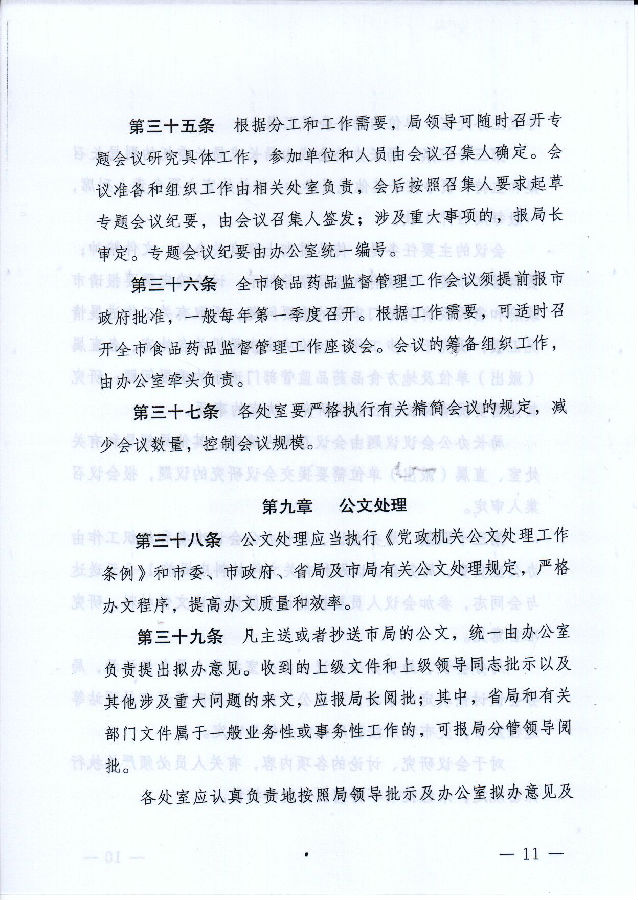 第三十五条 根据分工和工作需要，局领导可随时召开专
题会议研究具体工作，参加单位和人员由会议召集人确定。会
议准备和组织工作由相关处室负责，会后按照召集人要求起草
专题会议纪要，由会议召集人签发；涉及重大事项的，报局长
审定。专题会议纪要由办公室统一编号。
第三十六条 全市食品药品监督管理工作会议须提前报市
政府批准，一般每年第一季度召开。根据工作需要，可适时召
开全市食品药品监督管理工作座谈会。会议的筹备组织工作，
由办公室牵头负责。
第三十七条 各处室要严格执行有关精简会议的规定，减
少会议数量，控制会议规模。
第九章 公文处理
第三十八条 公文处理应当执行《党政机关公文处理工作
条例》和市委、市政府、省局及市局有关公文处理规定，严格
办文程序，提高办文质量和效率。
第三十九条 凡主送或者抄送市局的公文，统一由办公室
负责提出拟办意见。收到的上级文件和上级领导同志批示以及
其他涉及重大问题的来文，应报局长阅批；其中，省局和有关
部门文件属于一般业务性或事务性工作的，可报局分管领导阅
批。
各处室应认真负责地按照局领导批示及办公室拟办意见及
— 11 —